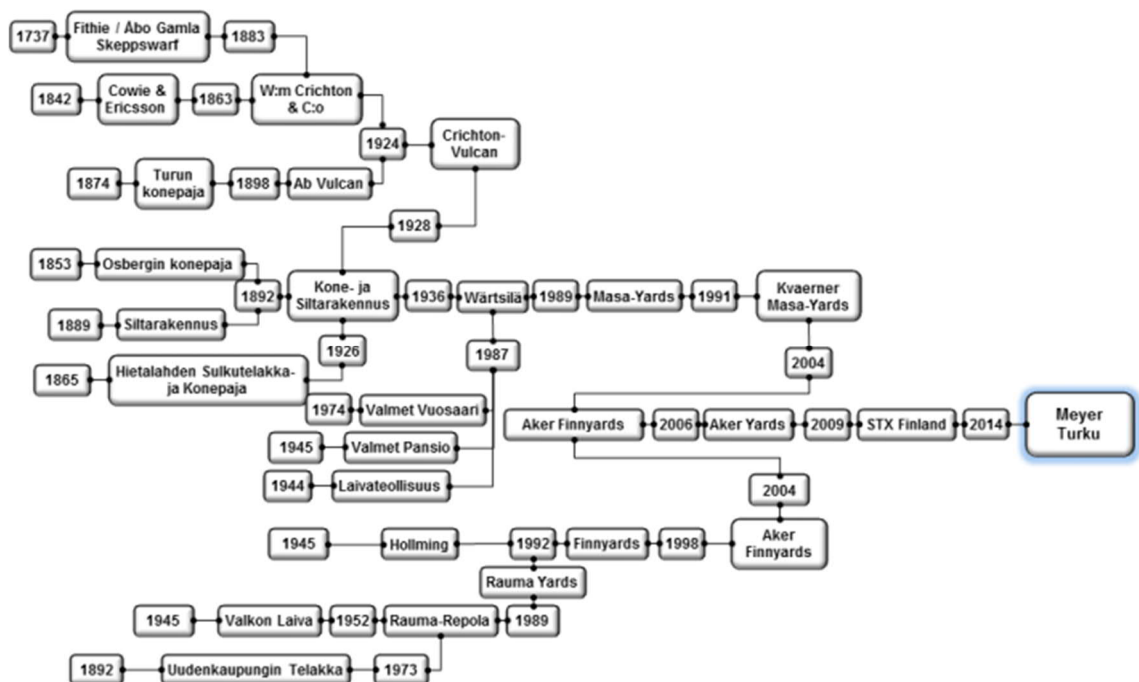 1737
Fithie / Åbo Gamla
Skeppswarf
1883
1842
Cowie &
Ericsson
1863
W:m Crichton
& C:o
1924
Crichton-
Vulcan
1874
Turun
konepaja
1898
Ab Vulcan
1928
1853
Osbergin konepaja
1892
Kone- ja
Siltarakennus
1936
Wärtsilä
1989
Masa-Yards
1991
Kvaerner
Masa-Yards
1889
Siltarakennus
1926
1987
2004
1865
Hietalahden Sulkutelakka-
ja Konepaja
1974
Valmet Vuosaari
Aker Finnyards
2006
Aker Yards
2009
STX Finland
2014
Meyer
Turku
1945
Valmet Pansio
1944
Laivateollisuus
2004
1945
Hollming
1992
Finnyards
1998
Aker
Finnyards
Rauma Yards
1945
Valkon Laiva
1952
Rauma-Repola
1989
1892
Uudenkaupungin Telakka
1973